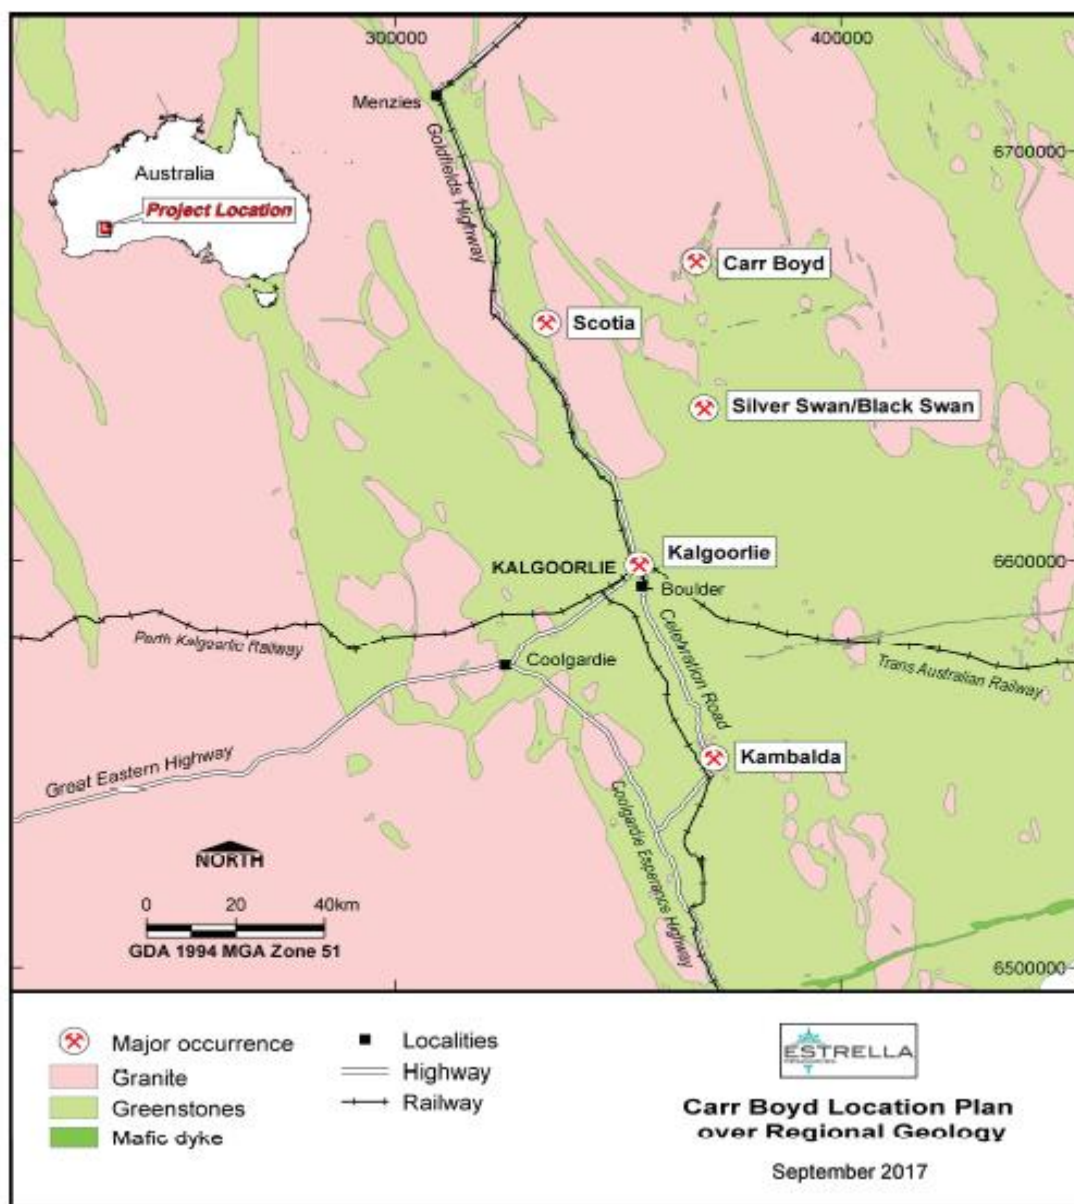 300000
400000
Menzies
Goldfields Highway
6700000
Australia
Project Location
Carr Boyd
Scotia
Silver Swan/Black Swan
Kalgoorlie
KALGOORLIE
6600000
Boulder
Perth Kalgoorlie Railway
Celebration Road
Coolgardie
Trans Australian Railway
Great Eastern Highway
Kambalda
Coolgardie Esperance Highway
NORTH
0 20 40km
GDA 1994 MGA Zone 51
6500000
Major occurrence
Granite
Greenstones
Mafic dyke
Localities
Highway
Railway
ESTRELLA
RESOURCES
Carr Boyd Location Plan
over Regional Geology
September 2017